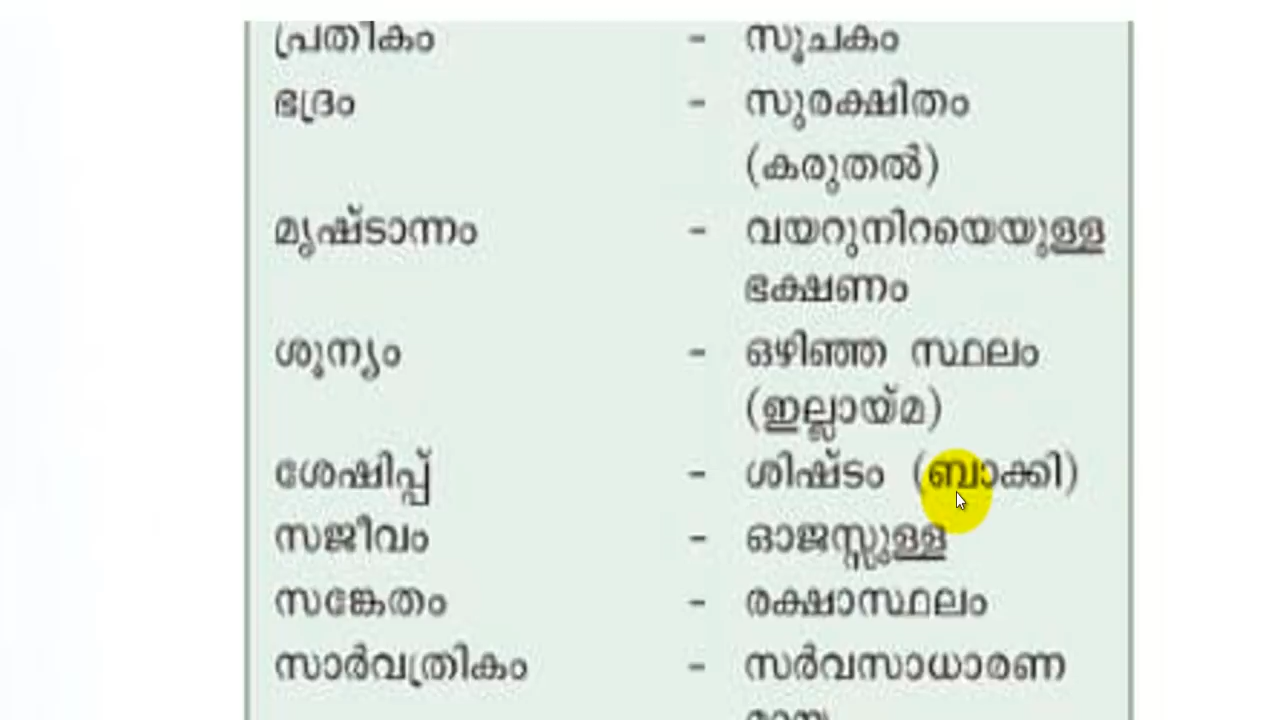 പ്രതീകം - സൂചകം
ഭദ്രം - സുരക്ഷിതം
(കരുതൽ)
മൃഷ്ടാന്നം - വയറുനിറയെയുള്ള
ഭക്ഷണം
ശൂന്യം - ഒഴിഞ്ഞ സ്ഥലം
(ഇല്ലായ്മ)
ശേഷിപ്പ് - ശിഷ്ടം (ബാക്കി)
സജീവം - ഓജസ്സുള്ള
സങ്കേതം - രക്ഷാസ്ഥലം
സാർവത്രികം - സർവസാധാരണ